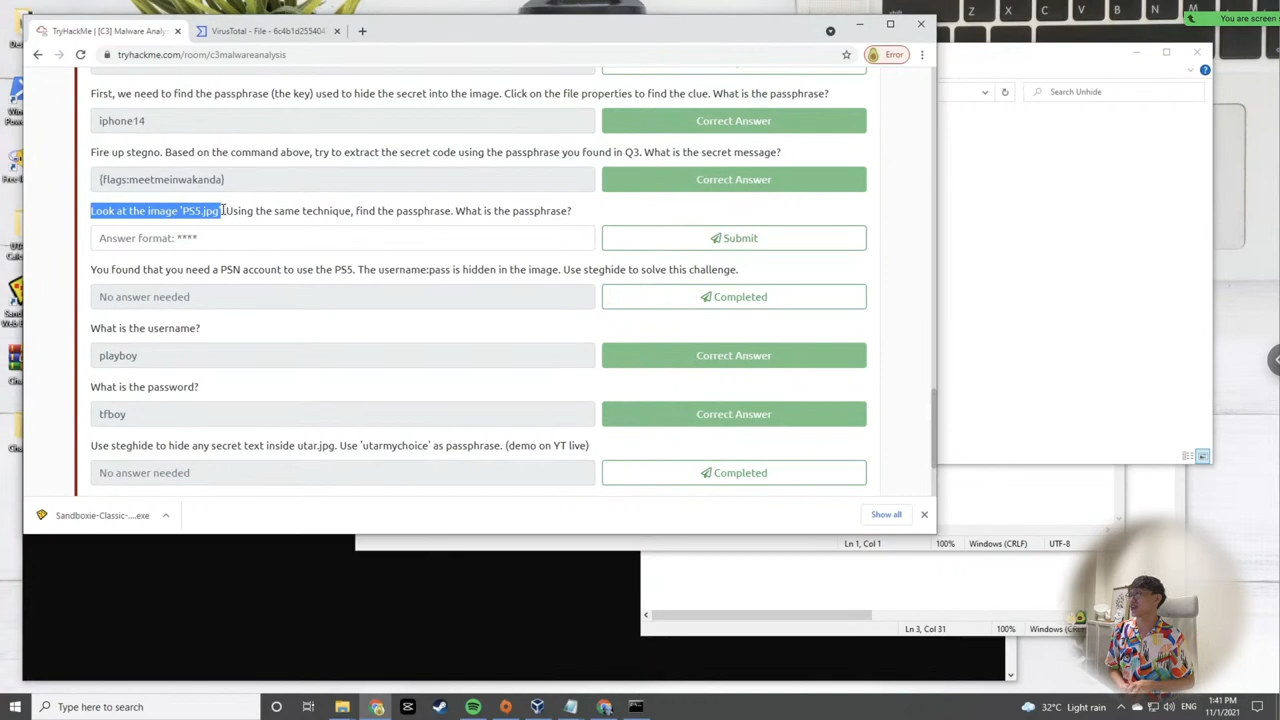 TryHackMe | [C3] Malware Analy
VirusTotal - File - 6c4b1d255404
You are screen s
tryhackme.com/room/c3malwareanalysis
Error
Search Unhide
First, we need to find the passphrase (the key) used to hide the secret into the image. Click on the file properties to find the clue. What is the passphrase?
iphone14
Correct Answer
Fire up stegno. Based on the command above, try to extract the secret code using the passphrase you found in Q3. What is the secret message?
{flags:meetmeinwakanda}
Correct Answer
Look at the image 'PS5.jpg'. Using the same technique, find the passphrase. What is the passphrase?
Answer format: ****
Submit
You found that you need a PSN account to use the PS5. The username:pass is hidden in the image. Use steghide to solve this challenge.
No answer needed
Completed
What is the username?
playboy
Correct Answer
What is the password?
tfboy
Correct Answer
Use steghide to hide any secret text inside utar.jpg. Use 'utarmychoice' as passphrase. (demo on YT live)
No answer needed
Completed
Sandboxie-Classic-....exe
Show all
Ln 1, Col 1
100%
Windows (CRLF)
UTF-8
Ln 3, Col 31
100%
Type here to search
32°C Light rain
1:41 PM
11/1/2021